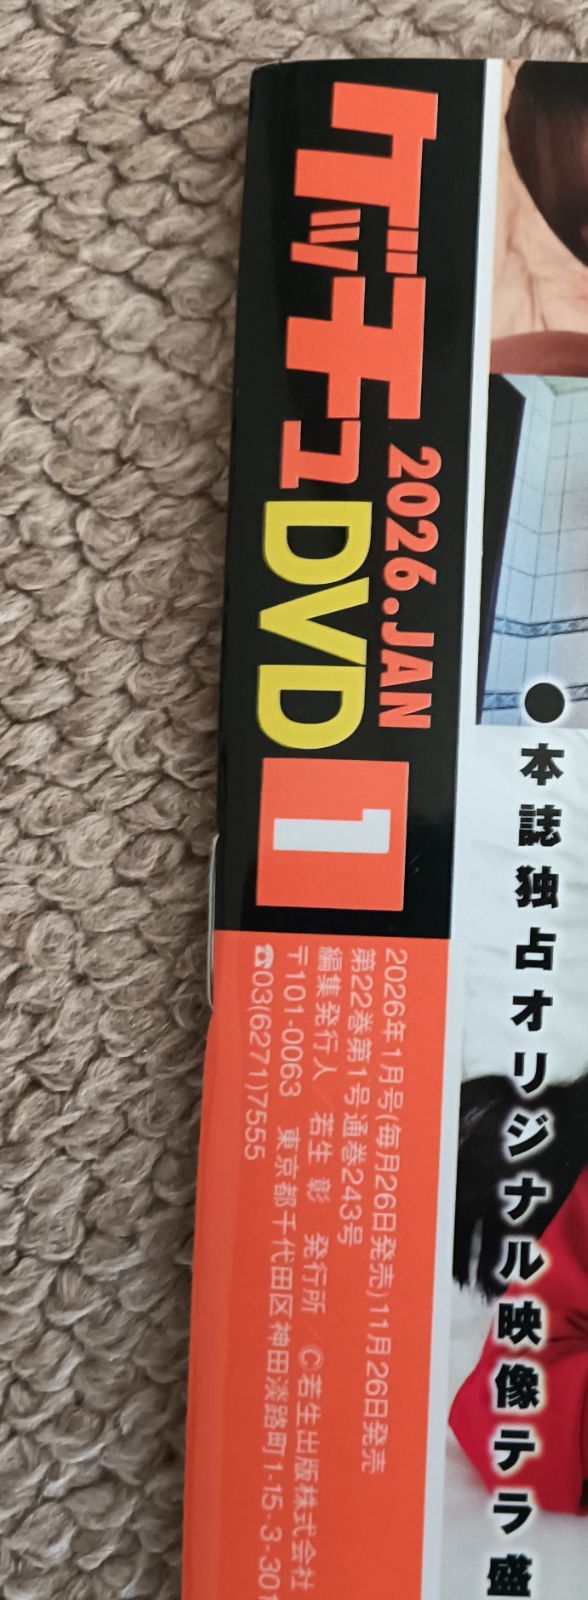 ゲッチュDVD 1
2026.JAN
2026年1月号(毎月26日発売)11月26日発売
第22巻第1号通巻243号
編集発行人/若生 彰 発行所/©若生出版株式会社
〒101-0063 東京都千代田区神田淡路町1-15-3-301
☎03(6271)7555
●本誌独占オリジナル映像テラ盛